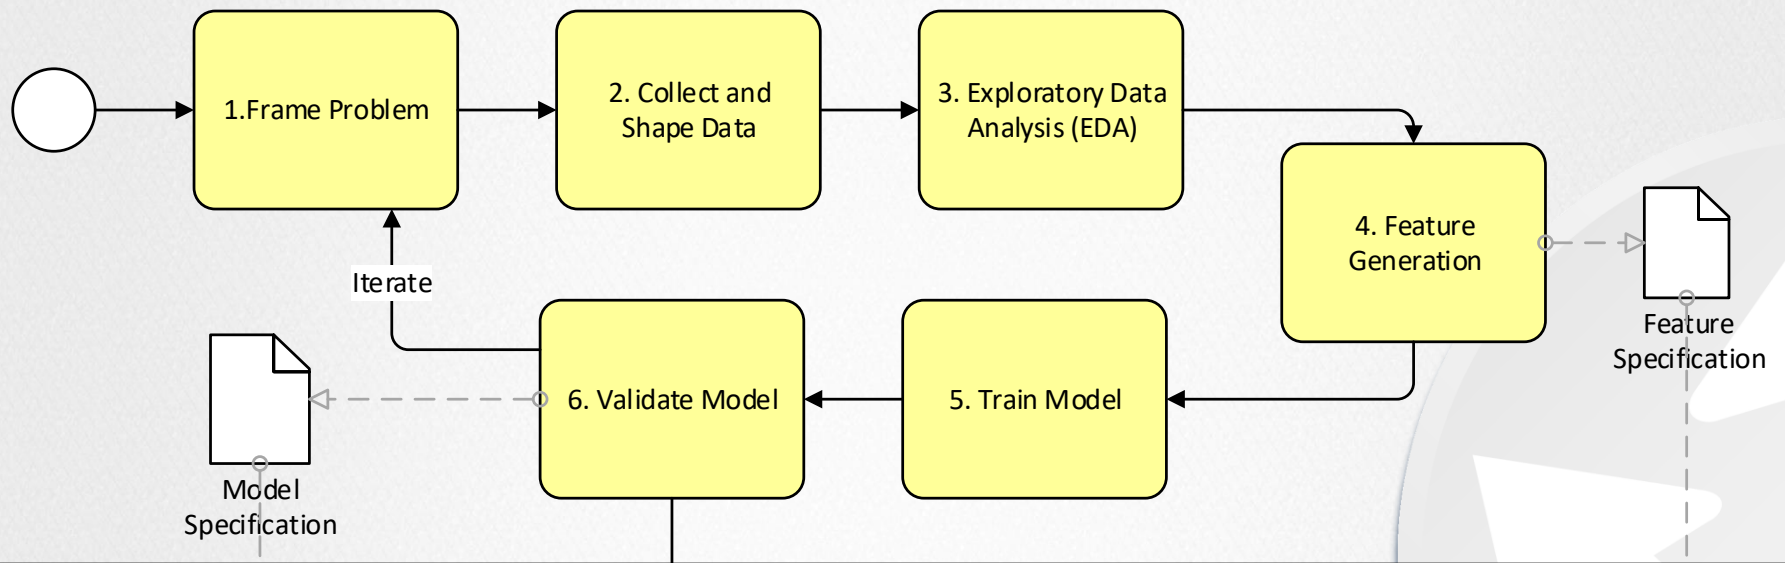 1.Frame Problem
2. Collect and
Shape Data
3. Exploratory Data
Analysis (EDA)
4. Feature
Generation
Feature
Specification
Iterate
6. Validate Model
5. Train Model
Model
Specification